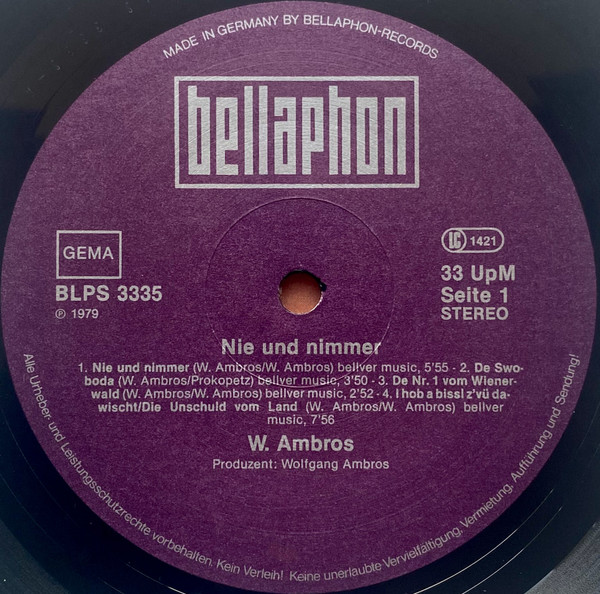 MADE IN GERMANY BY BELLAPHON-RECORDS
bellaphon
GEMA
LC 1421
BLPS 3335
℗ 1979
33 UpM
Seite 1
STEREO
Nie und nimmer
1. Nie und nimmer (W. Ambros/W. Ambros) bellver music, 5'55 - 2. De Swo-
boda (W. Ambros/Prokopetz) bellver music, 3'50 - 3. De Nr. 1 vom Wiener-
wald (W. Ambros/W. Ambros) bellver music, 2'52 - 4. I hob a bissl z'vü da-
wischt/Die Unschuld vom Land (W. Ambros/W. Ambros) bellver
music, 7'56
W. Ambros
Produzent: Wolfgang Ambros
Alle Urheber- und Leistungsschutzrechte vorbehalten. Kein Verleih! Keine unerlaubte Vervielfältigung, Vermietung, Aufführung und Sendung!